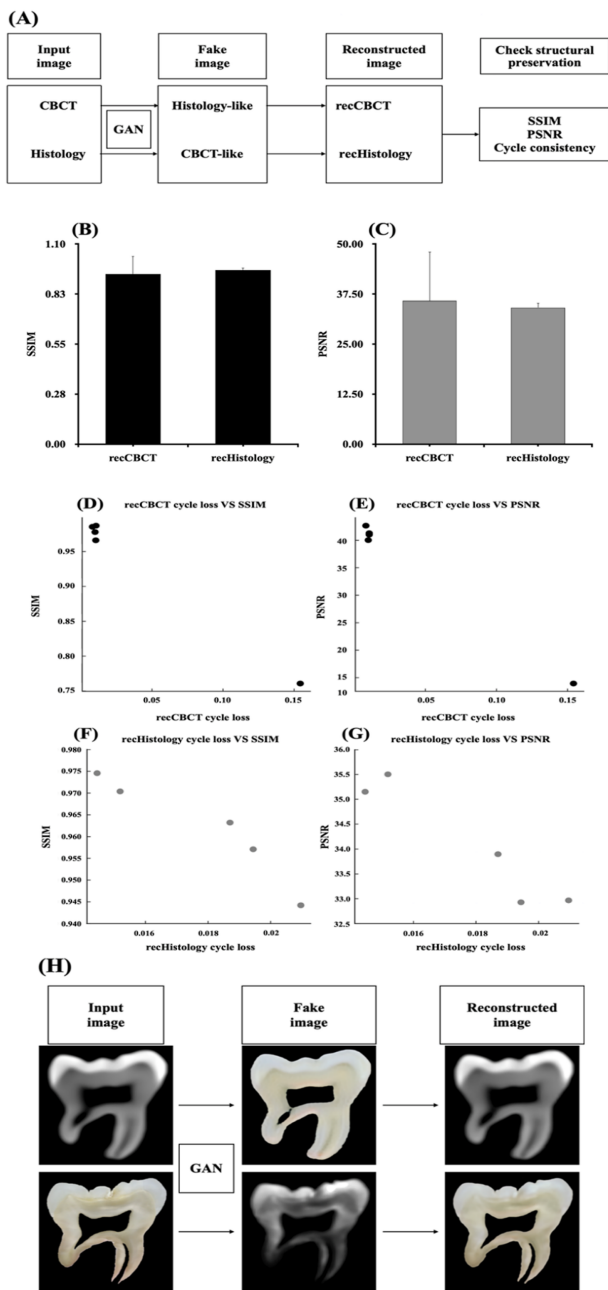 (A)
Input
image
Fake
image
Reconstructed
image
Check structural
preservation
CBCT
GAN
Histology-like
recCBCT
Histology
CBCT-like
recHistology
SSIM
PSNR
Cycle consistency
(B)
1.10
0.83
0.55
0.28
0.00
SSIM
recCBCT
recHistology
(C)
50.00
37.50
25.00
12.50
0.00
PSNR
recCBCT
recHistology
(D)
recCBCT cycle loss VS SSIM
0.95
0.90
0.85
0.80
0.75
SSIM
0.05
0.10
0.15
recCBCT cycle loss
(E)
recCBCT cycle loss VS PSNR
40
35
30
25
20
15
10
PSNR
0.05
0.10
0.15
recCBCT cycle loss
(F)
recHistology cycle loss VS SSIM
0.980
0.975
0.970
0.965
0.960
0.955
0.950
0.945
0.940
SSIM
0.016
0.018
0.02
recHistology cycle loss
(G)
recHistology cycle loss VS PSNR
36.0
35.5
35.0
34.5
34.0
33.5
33.0
32.5
PSNR
0.016
0.018
0.02
recHistology cycle loss
(H)
Input
image
Fake
image
Reconstructed
image
GAN